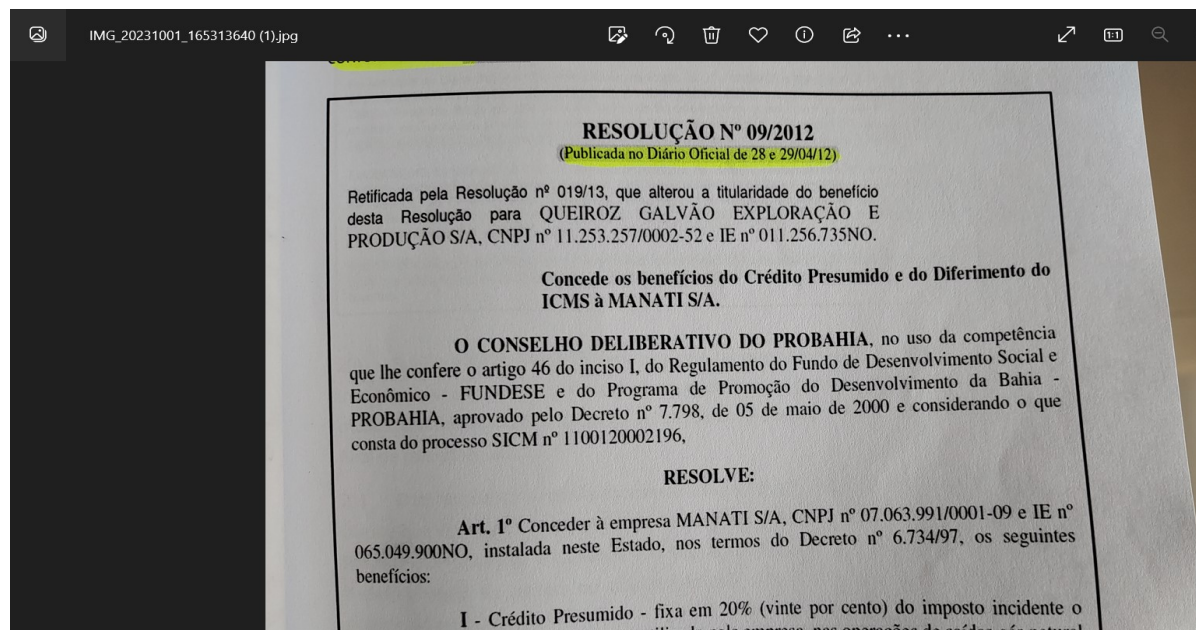 IMG_20231001_165313640 (1).jpg
RESOLUÇÃO Nº 09/2012
(Publicada no Diário Oficial de 28 e 29/04/12)
Retificada pela Resolução nº 019/13, que alterou a titularidade do benefício
desta Resolução para QUEIROZ GALVÃO EXPLORAÇÃO E
PRODUÇÃO S/A, CNPJ nº 11.253.257/0002-52 e IE nº 011.256.735NO.
Concede os benefícios do Crédito Presumido e do Diferimento do
ICMS à MANATI S/A.
O CONSELHO DELIBERATIVO DO PROBAHIA, no uso da competência
que lhe confere o artigo 46 do inciso I, do Regulamento do Fundo de Desenvolvimento Social e
Econômico - FUNDESE e do Programa de Promoção do Desenvolvimento da Bahia -
PROBAHIA, aprovado pelo Decreto nº 7.798, de 05 de maio de 2000 e considerando o que
consta do processo SICM nº 1100120002196,
RESOLVE:
Art. 1º Conceder à empresa MANATI S/A, CNPJ nº 07.063.991/0001-09 e IE nº
065.049.900NO, instalada neste Estado, nos termos do Decreto nº 6.734/97, os seguintes
benefícios:
I - Crédito Presumido - fixa em 20% (vinte por cento) do imposto incidente o